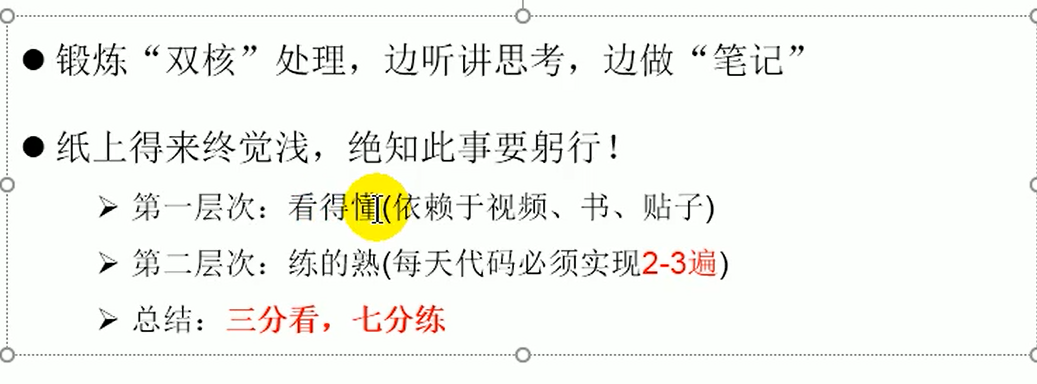 ● 锻炼“双核”处理，边听讲思考，边做“笔记”
● 纸上得来终觉浅，绝知此事要躬行！
➢ 第一层次：看得懂(依赖于视频、书、贴子)
➢ 第二层次：练的熟(每天代码必须实现2-3遍)
➢ 总结：三分看，七分练